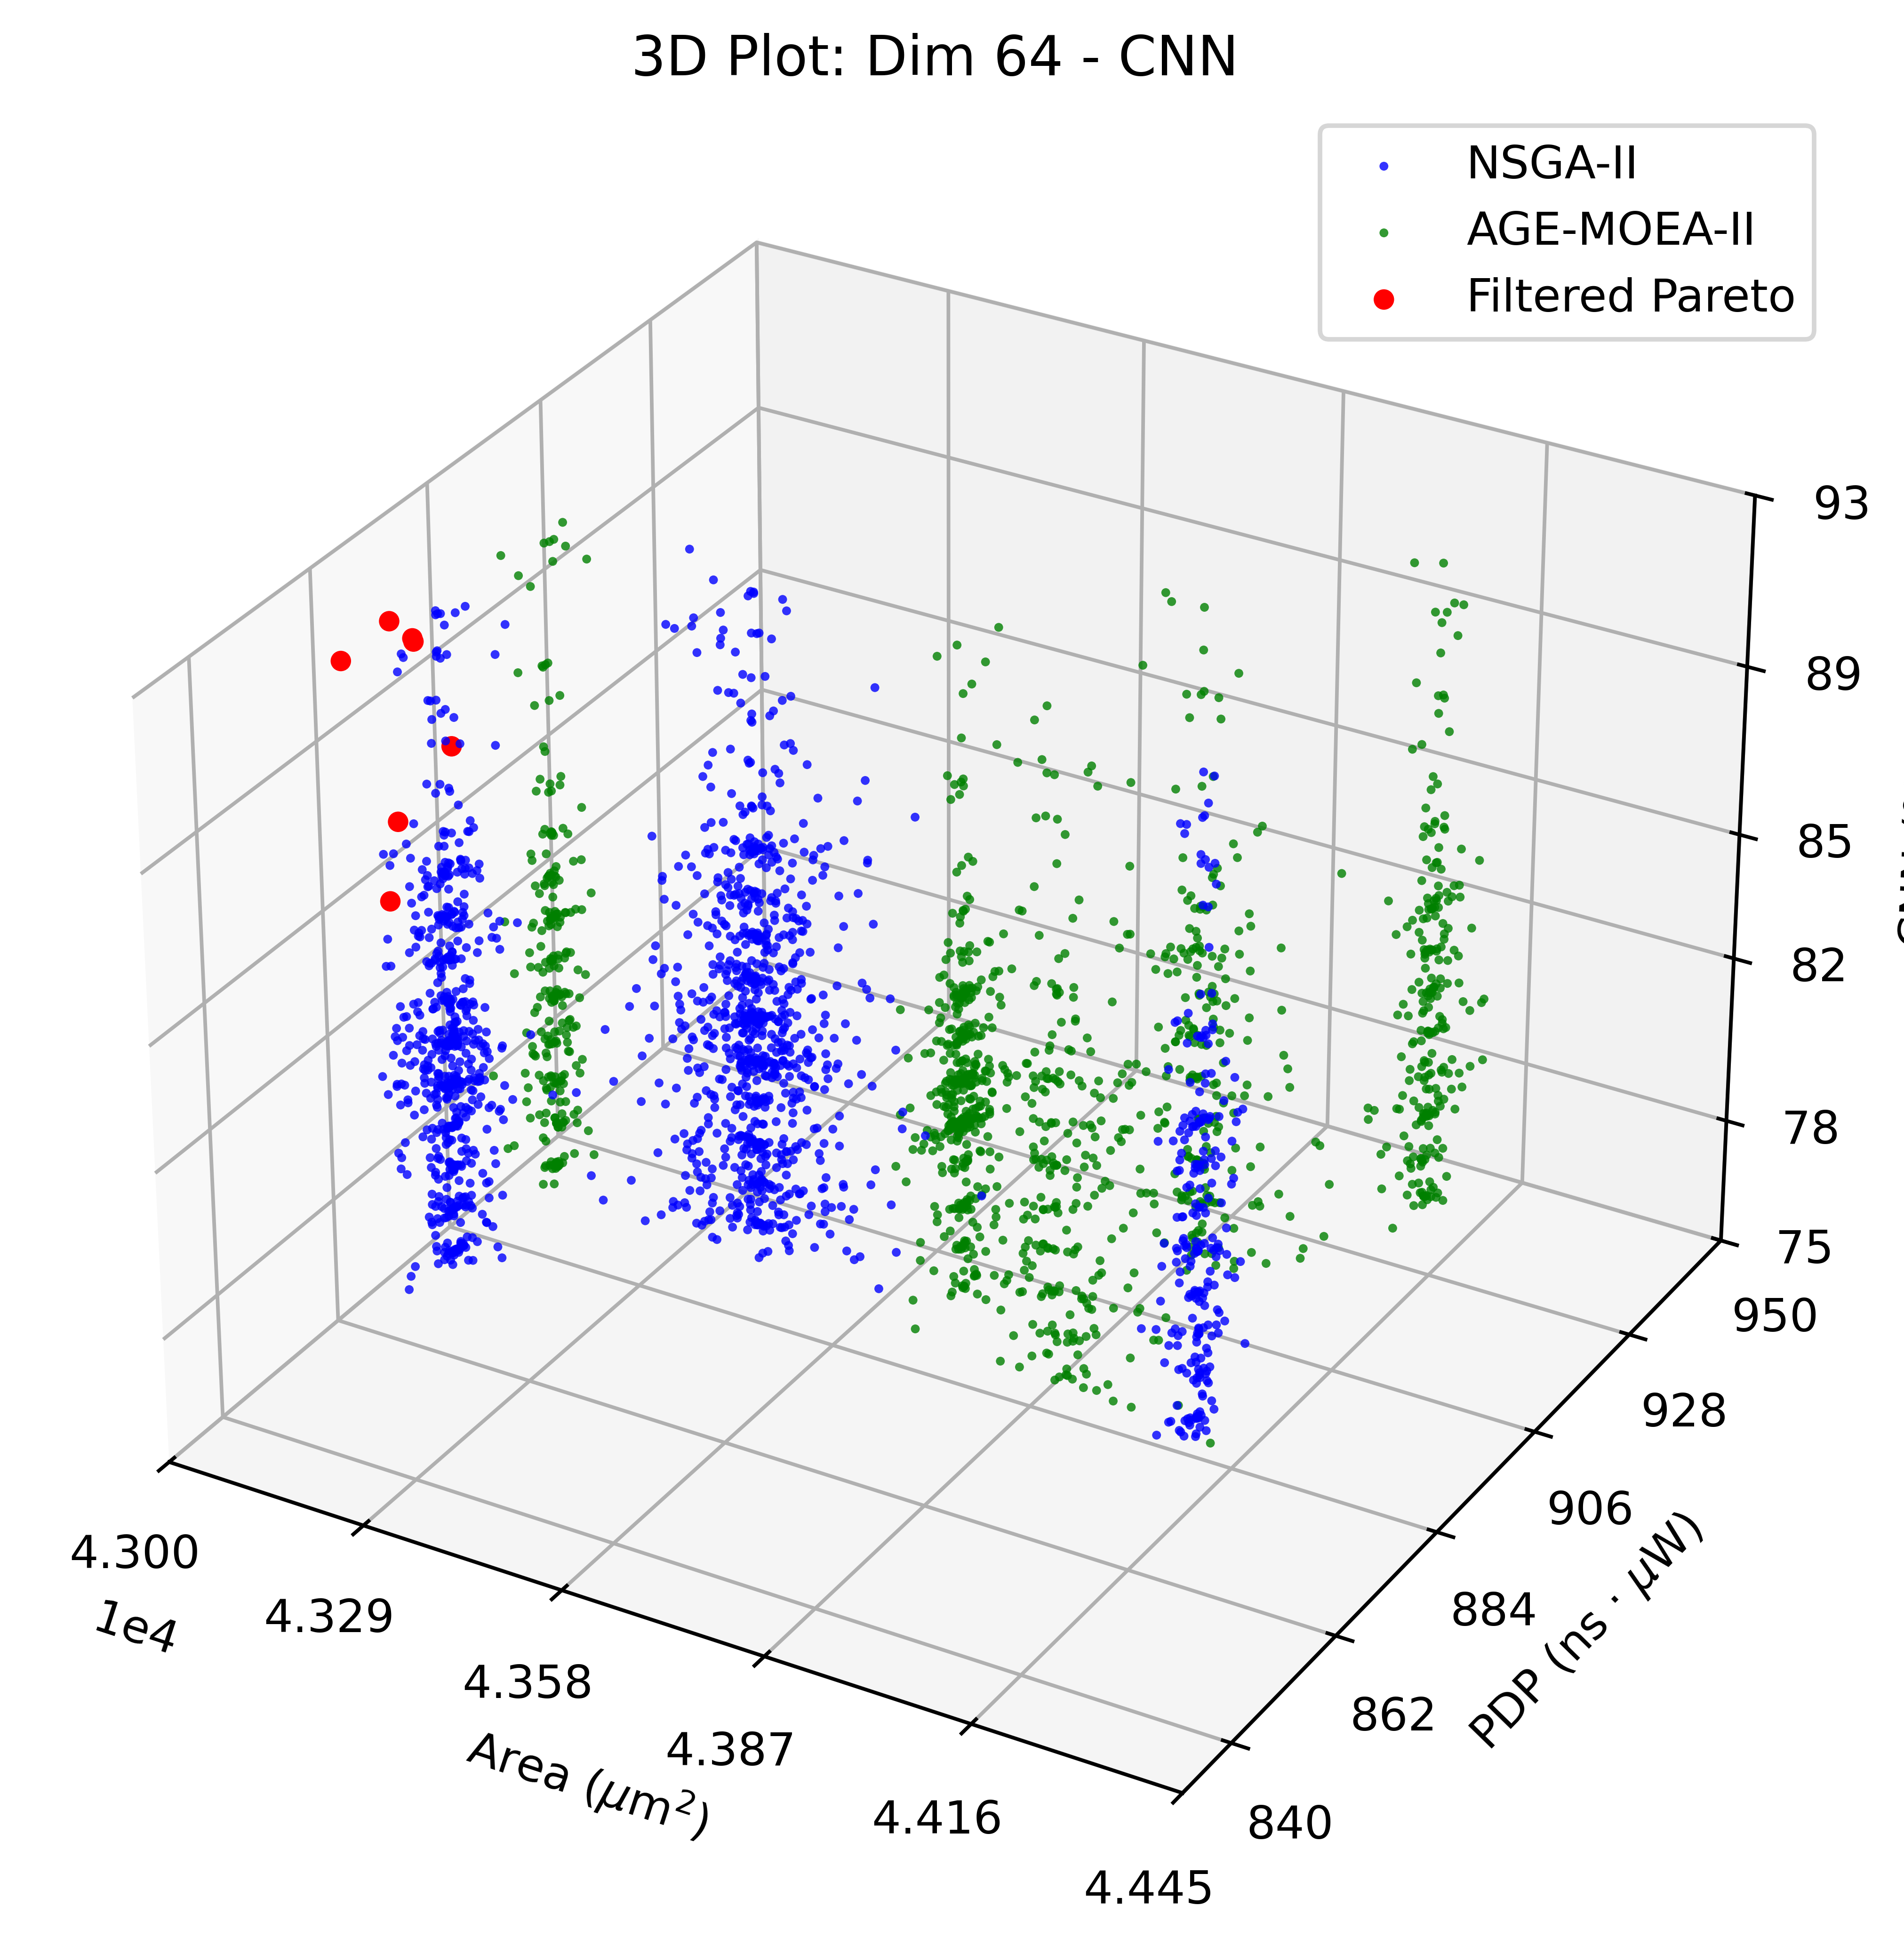 3D Plot: Dim 64 - CNN
NSGA-II
AGE-MOEA-II
Filtered Pareto
93
89
85
82
78
75
950
928
906
884
862
840
PDP (ns · μW)
4.300
4.329
4.358
4.387
4.416
4.445
1e4
Area (μm²)